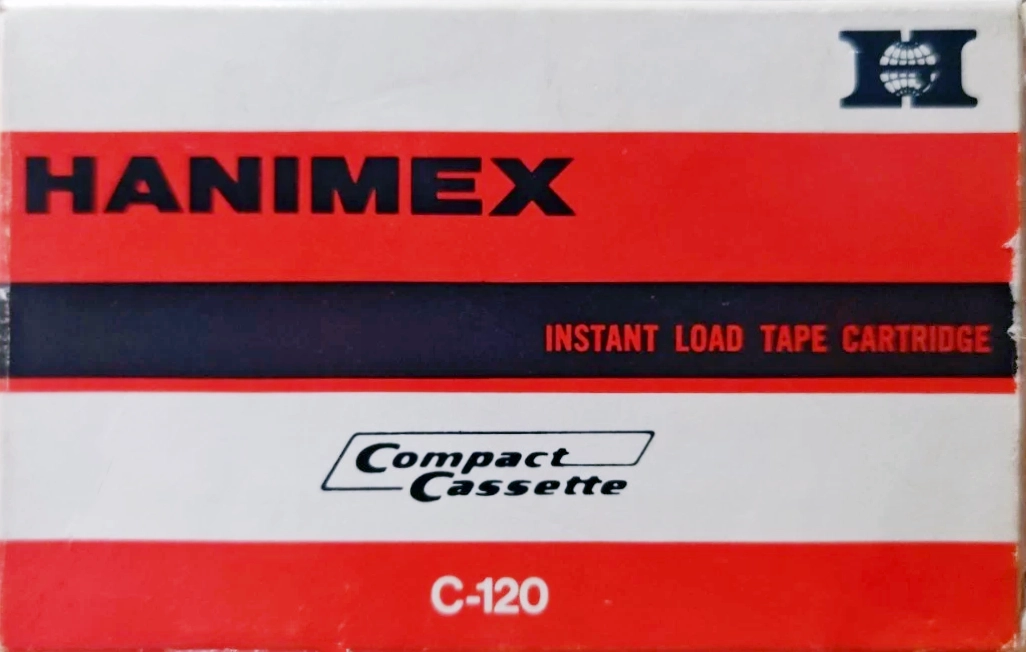 H
HANIMEX
INSTANT LOAD TAPE CARTRIDGE
Compact
Cassette
C-120